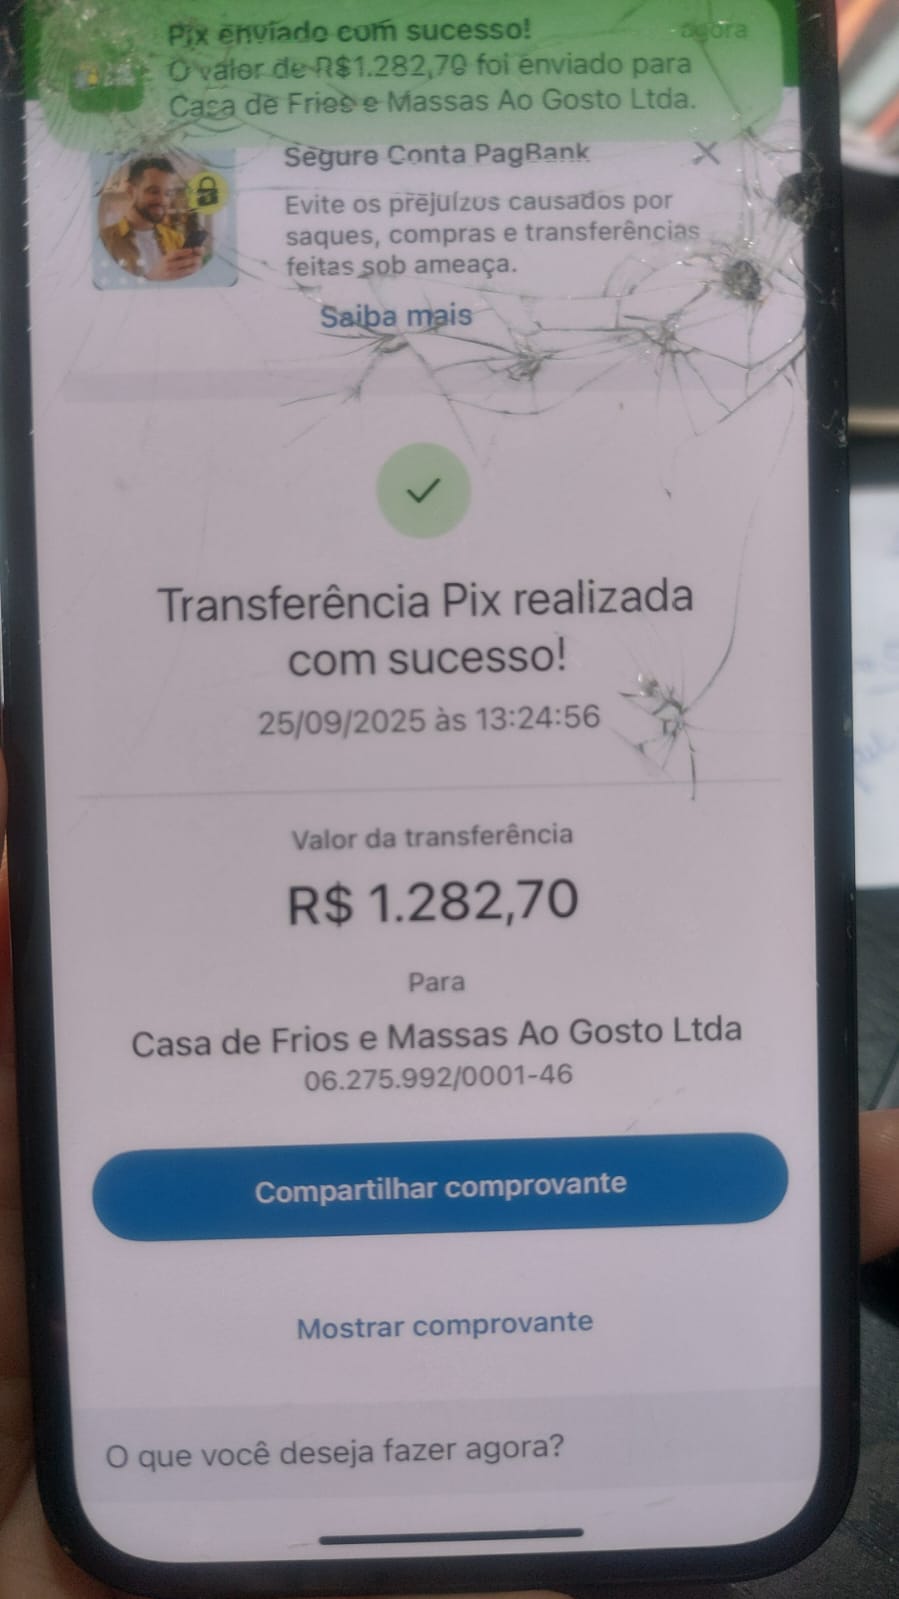 Pix enviado com sucesso!
agora
O valor de R$1.282,70 foi enviado para
Casa de Frios e Massas Ao Gosto Ltda.
Segure Conta PagBank
Evite os prejuízos causados por
saques, compras e transferências
feitas sob ameaça.
Saiba mais
Transferência Pix realizada
com sucesso!
25/09/2025 às 13:24:56
Valor da transferência
R$ 1.282,70
Para
Casa de Frios e Massas Ao Gosto Ltda
06.275.992/0001-46
Compartilhar comprovante
Mostrar comprovante
O que você deseja fazer agora?